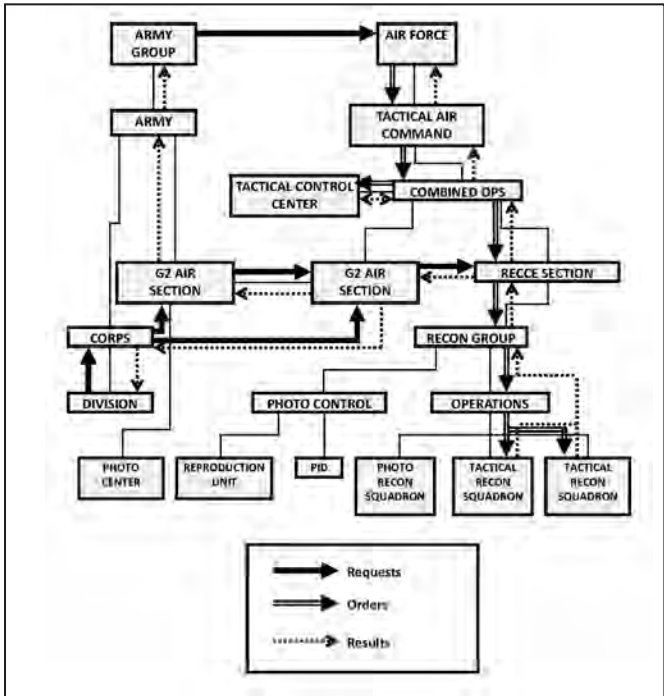 ARMY
GROUP
AIR FORCE
ARMY
TACTICAL AIR
COMMAND
TACTICAL CONTROL
CENTER
COMBINED OPS
G2 AIR
SECTION
G2 AIR
SECTION
RECCE SECTION
CORPS
RECON GROUP
DIVISION
PHOTO CONTROL
OPERATIONS
PHOTO
CENTER
REPRODUCTION
UNIT
PID
PHOTO
RECON
SQUADRON
TACTICAL
RECON
SQUADRON
TACTICAL
RECON
SQUADRON
Requests
Orders
Results